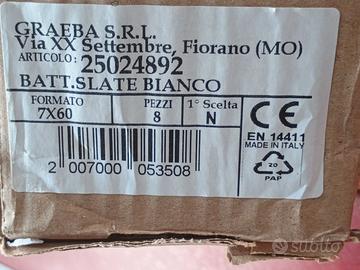 GRAEBA S.R.L.
Via XX Settembre, Fiorano (MO)
ARTICOLO: 25024892
BATT.SLATE BIANCO
FORMATO PEZZI 1° Scelta
7X60 8 N
CE
EN 14411
MADE IN ITALY
2 007000 053508
20
PAP
subito